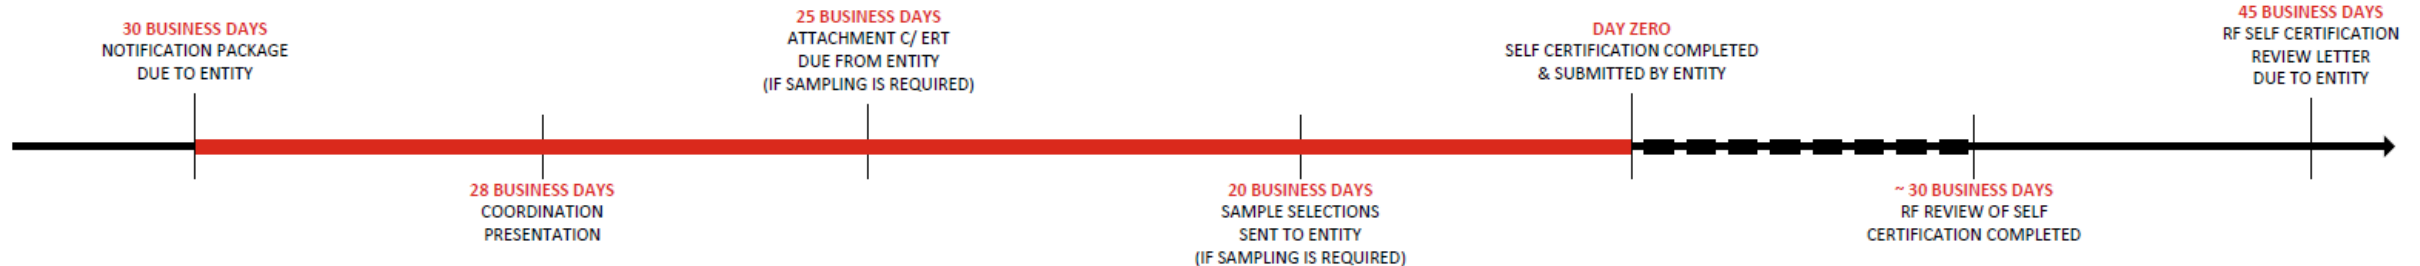 30 BUSINESS DAYS
NOTIFICATION PACKAGE
DUE TO ENTITY
28 BUSINESS DAYS
COORDINATION
PRESENTATION
25 BUSINESS DAYS
ATTACHMENT C/ ERT
DUE FROM ENTITY
(IF SAMPLING IS REQUIRED)
20 BUSINESS DAYS
SAMPLE SELECTIONS
SENT TO ENTITY
(IF SAMPLING IS REQUIRED)
DAY ZERO
SELF CERTIFICATION COMPLETED
& SUBMITTED BY ENTITY
~ 30 BUSINESS DAYS
RF REVIEW OF SELF
CERTIFICATION COMPLETED
45 BUSINESS DAYS
RF SELF CERTIFICATION
REVIEW LETTER
DUE TO ENTITY